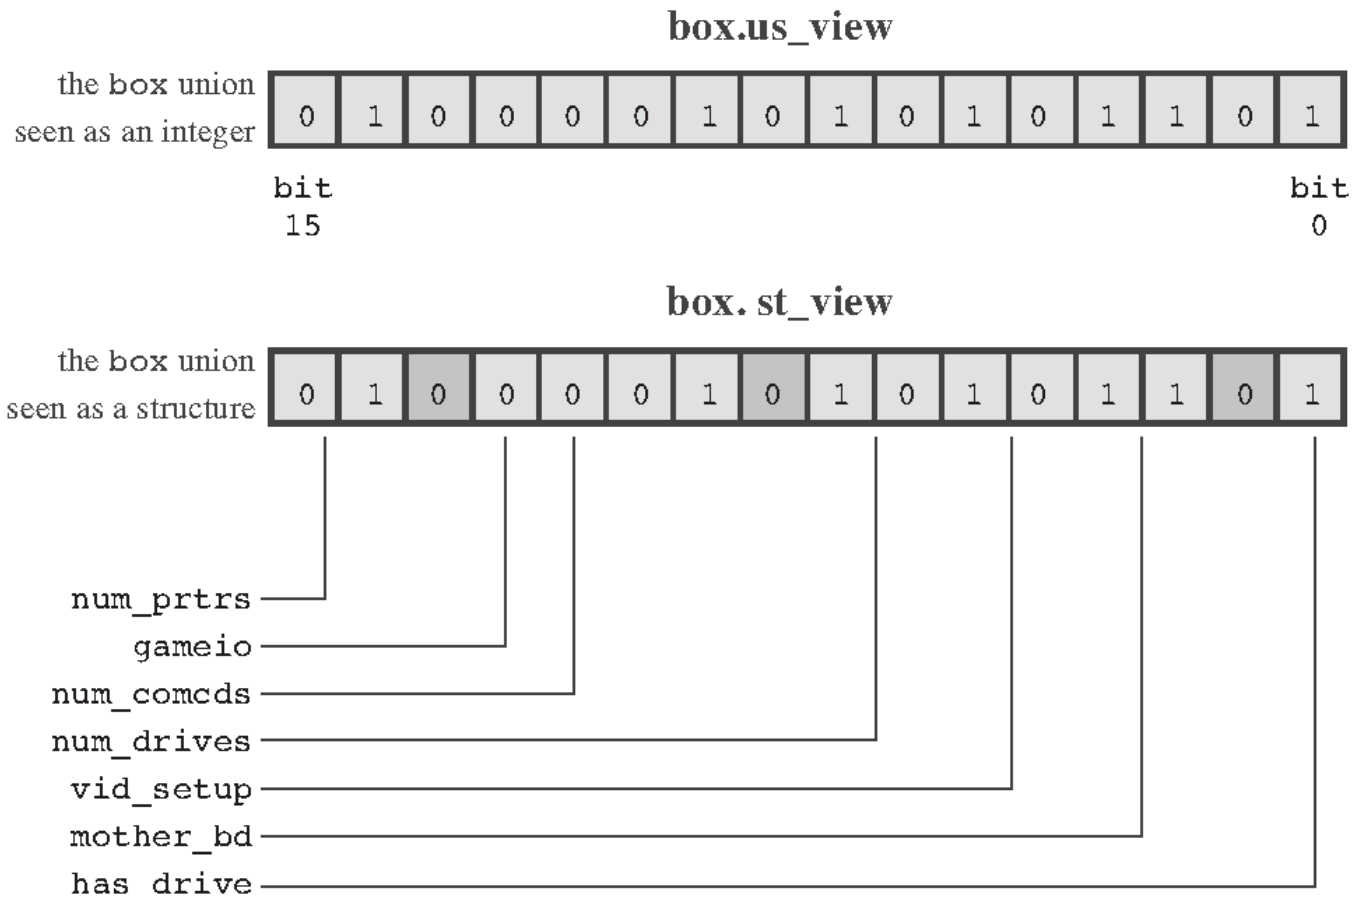 box.us_view
the box union
seen as an integer
0 1 0 0 0 0 1 0 1 0 1 0 1 1 0 1
bit bit
15 0
box. st_view
the box union
seen as a structure
0 1 0 0 0 0 1 0 1 0 1 0 1 1 0 1
num_prtrs
gameio
num_comcds
num_drives
vid_setup
mother_bd
has drive